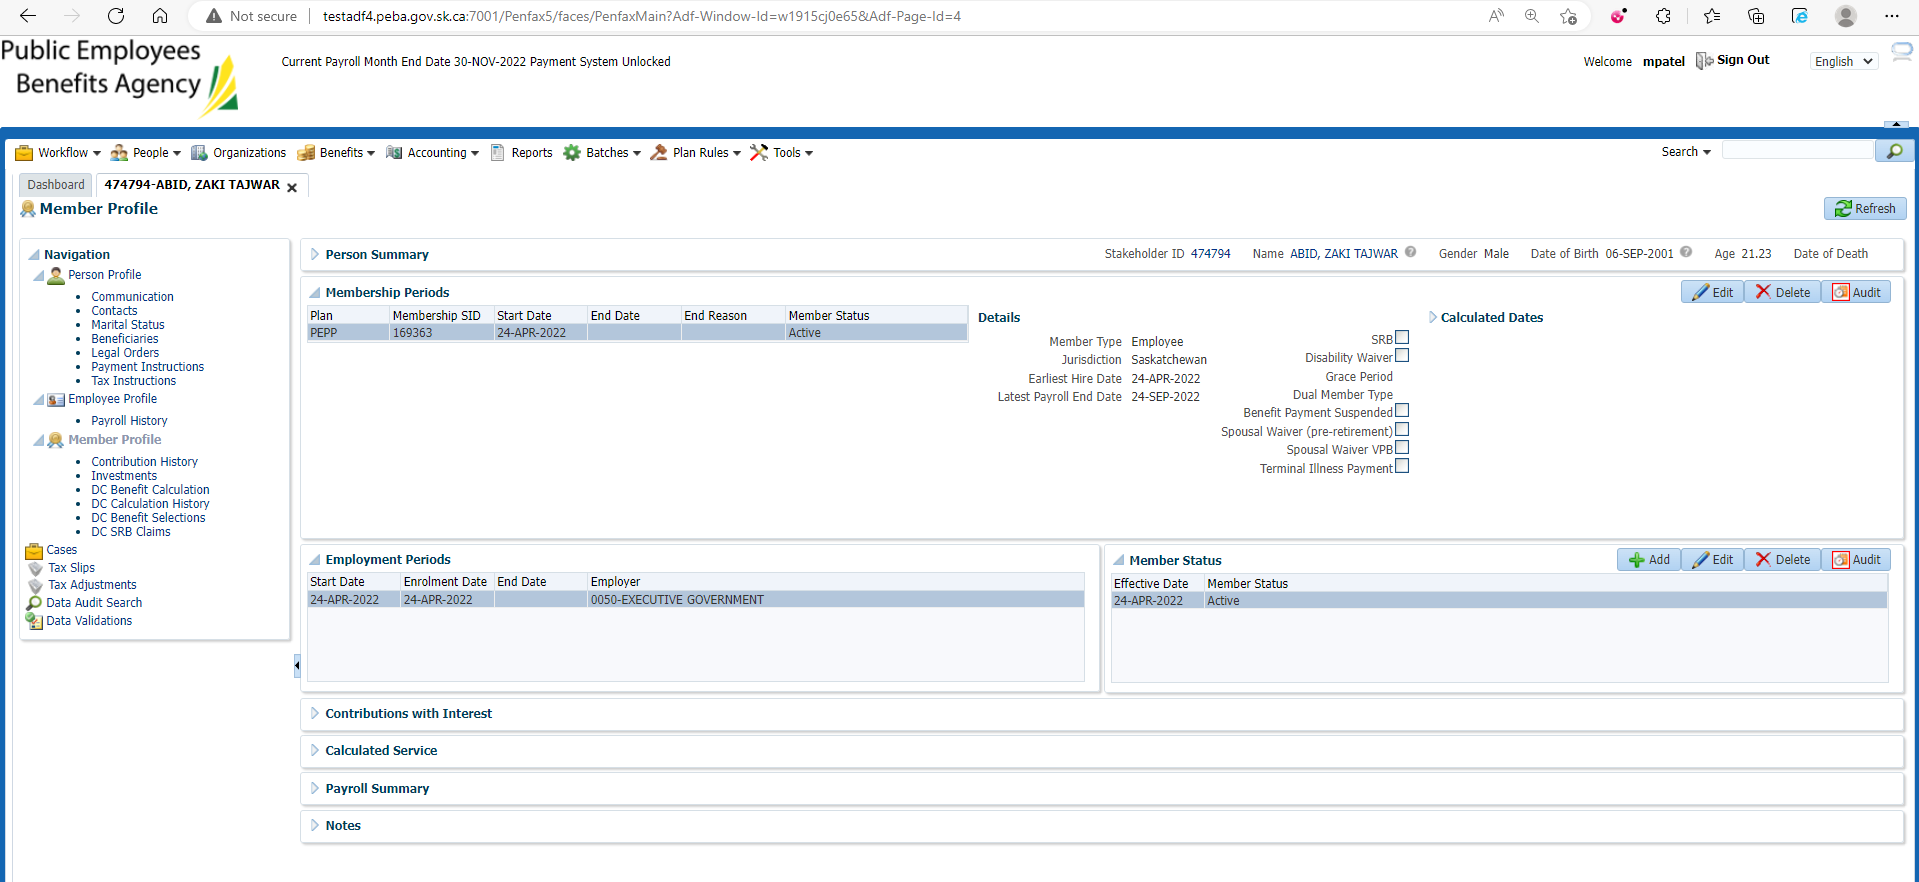 Not secure testadf4.peba.gov.sk.ca:7001/Penfax5/faces/PenfaxMain?Adf-Window-Id=w1915cj0e65&Adf-Page-Id=4
Public Employees
Benefits Agency
Current Payroll Month End Date 30-NOV-2022 Payment System Unlocked
Welcome mpatel Sign Out English
Workflow People Organizations Benefits Accounting Reports Batches Plan Rules Tools Search
Dashboard 474794-ABID, ZAKI TAJWAR
Member Profile
Refresh
Navigation
Person Profile
Communication
Contacts
Marital Status
Beneficiaries
Legal Orders
Payment Instructions
Tax Instructions
Employee Profile
Payroll History
Member Profile
Contribution History
Investments
DC Benefit Calculation
DC Calculation History
DC Benefit Selections
DC SRB Claims
Cases
Tax Slips
Tax Adjustments
Data Audit Search
Data Validations
Person Summary Stakeholder ID 474794 Name ABID, ZAKI TAJWAR Gender Male Date of Birth 06-SEP-2001 Age 21.23 Date of Death
Membership Periods Edit Delete Audit
Plan Membership SID Start Date End Date End Reason Member Status
PEPP 169363 24-APR-2022 Active
Details
Member Type Employee
Jurisdiction Saskatchewan
Earliest Hire Date 24-APR-2022
Latest Payroll End Date 24-SEP-2022
SRB
Disability Waiver
Grace Period
Dual Member Type
Benefit Payment Suspended
Spousal Waiver (pre-retirement)
Spousal Waiver VPB
Terminal Illness Payment
Calculated Dates
Employment Periods
Start Date Enrolment Date End Date Employer
24-APR-2022 24-APR-2022 0050-EXECUTIVE GOVERNMENT
Member Status Add Edit Delete Audit
Effective Date Member Status
24-APR-2022 Active
Contributions with Interest
Calculated Service
Payroll Summary
Notes